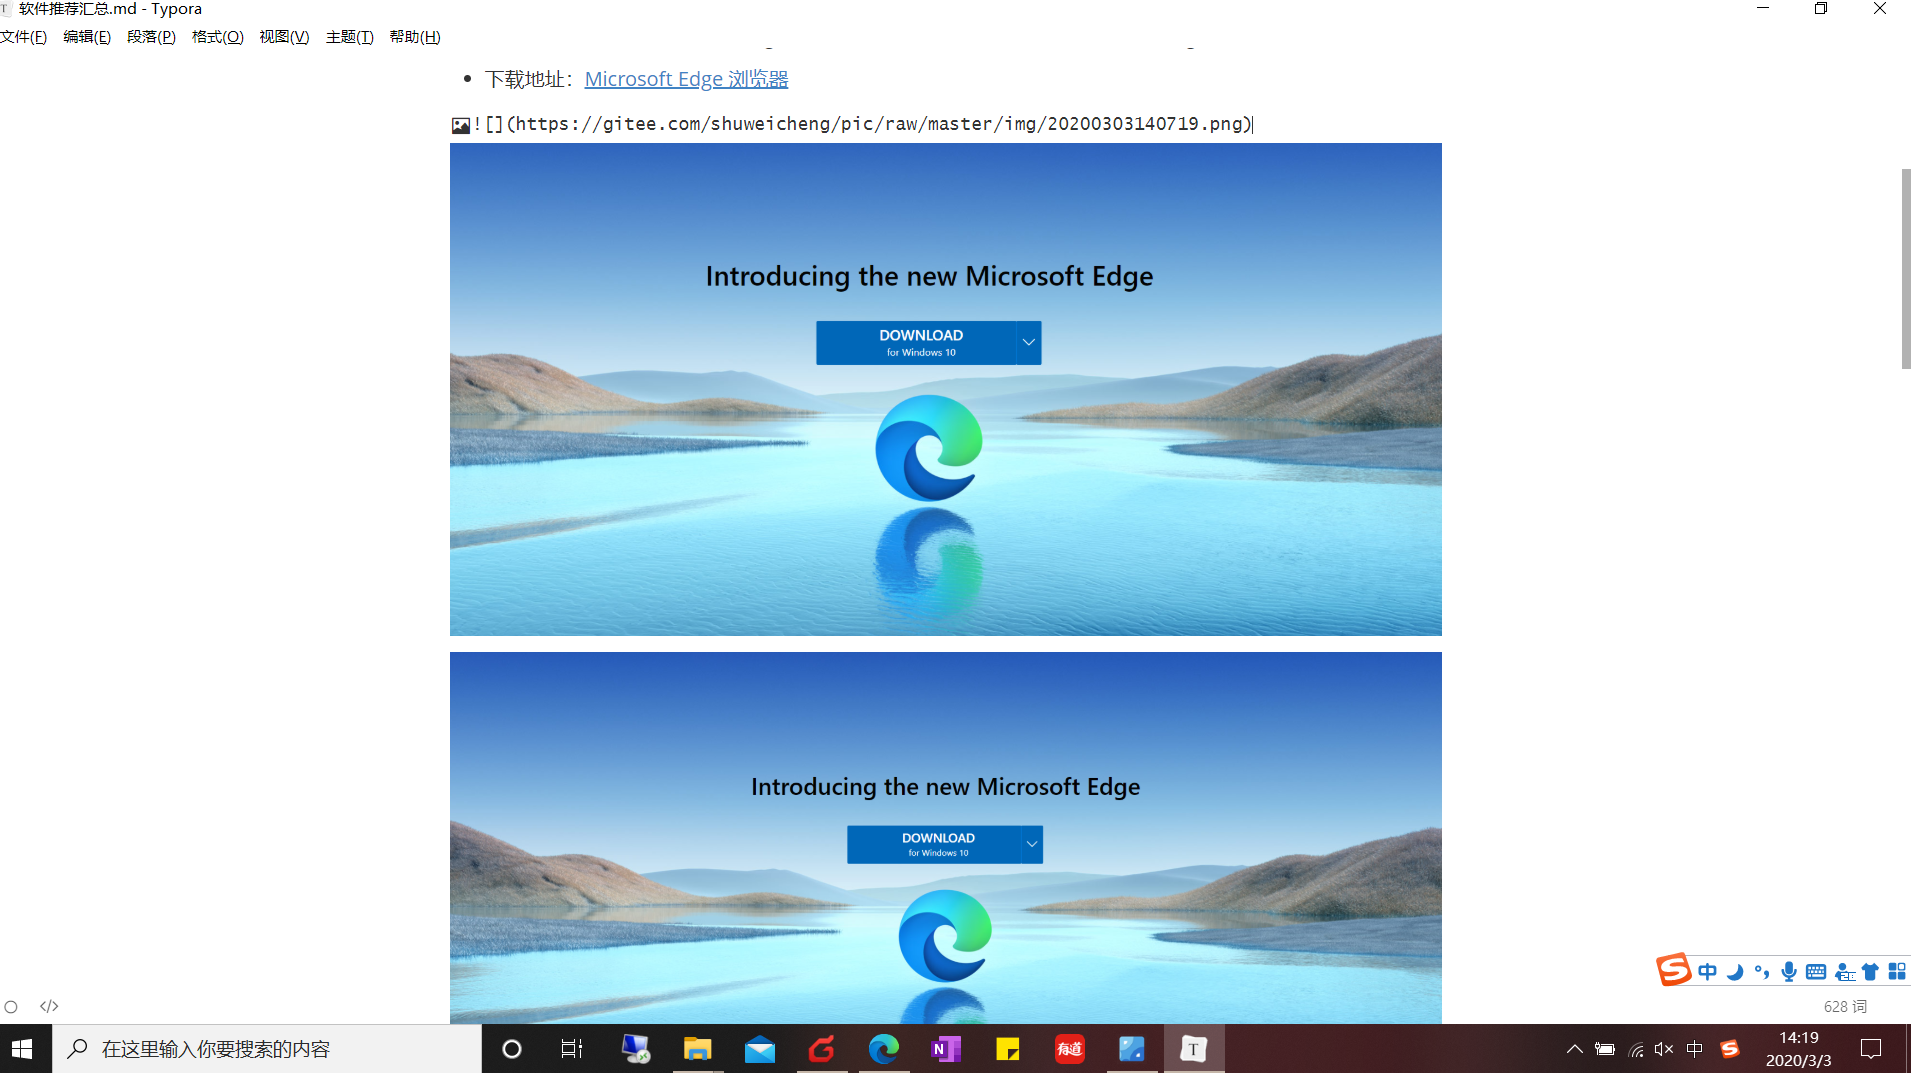 软件推荐汇总.md - Typora
文件(F) 编辑(E) 段落(P) 格式(O) 视图(V) 主题(T) 帮助(H)
下载地址：Microsoft Edge 浏览器
![](https://gitee.com/shuweicheng/pic/raw/master/img/20200303140719.png)
Introducing the new Microsoft Edge
DOWNLOAD
for Windows 10
Introducing the new Microsoft Edge
DOWNLOAD
for Windows 10
中
628 词
在这里输入你要搜索的内容
N
有道
T
中
14:19
2020/3/3